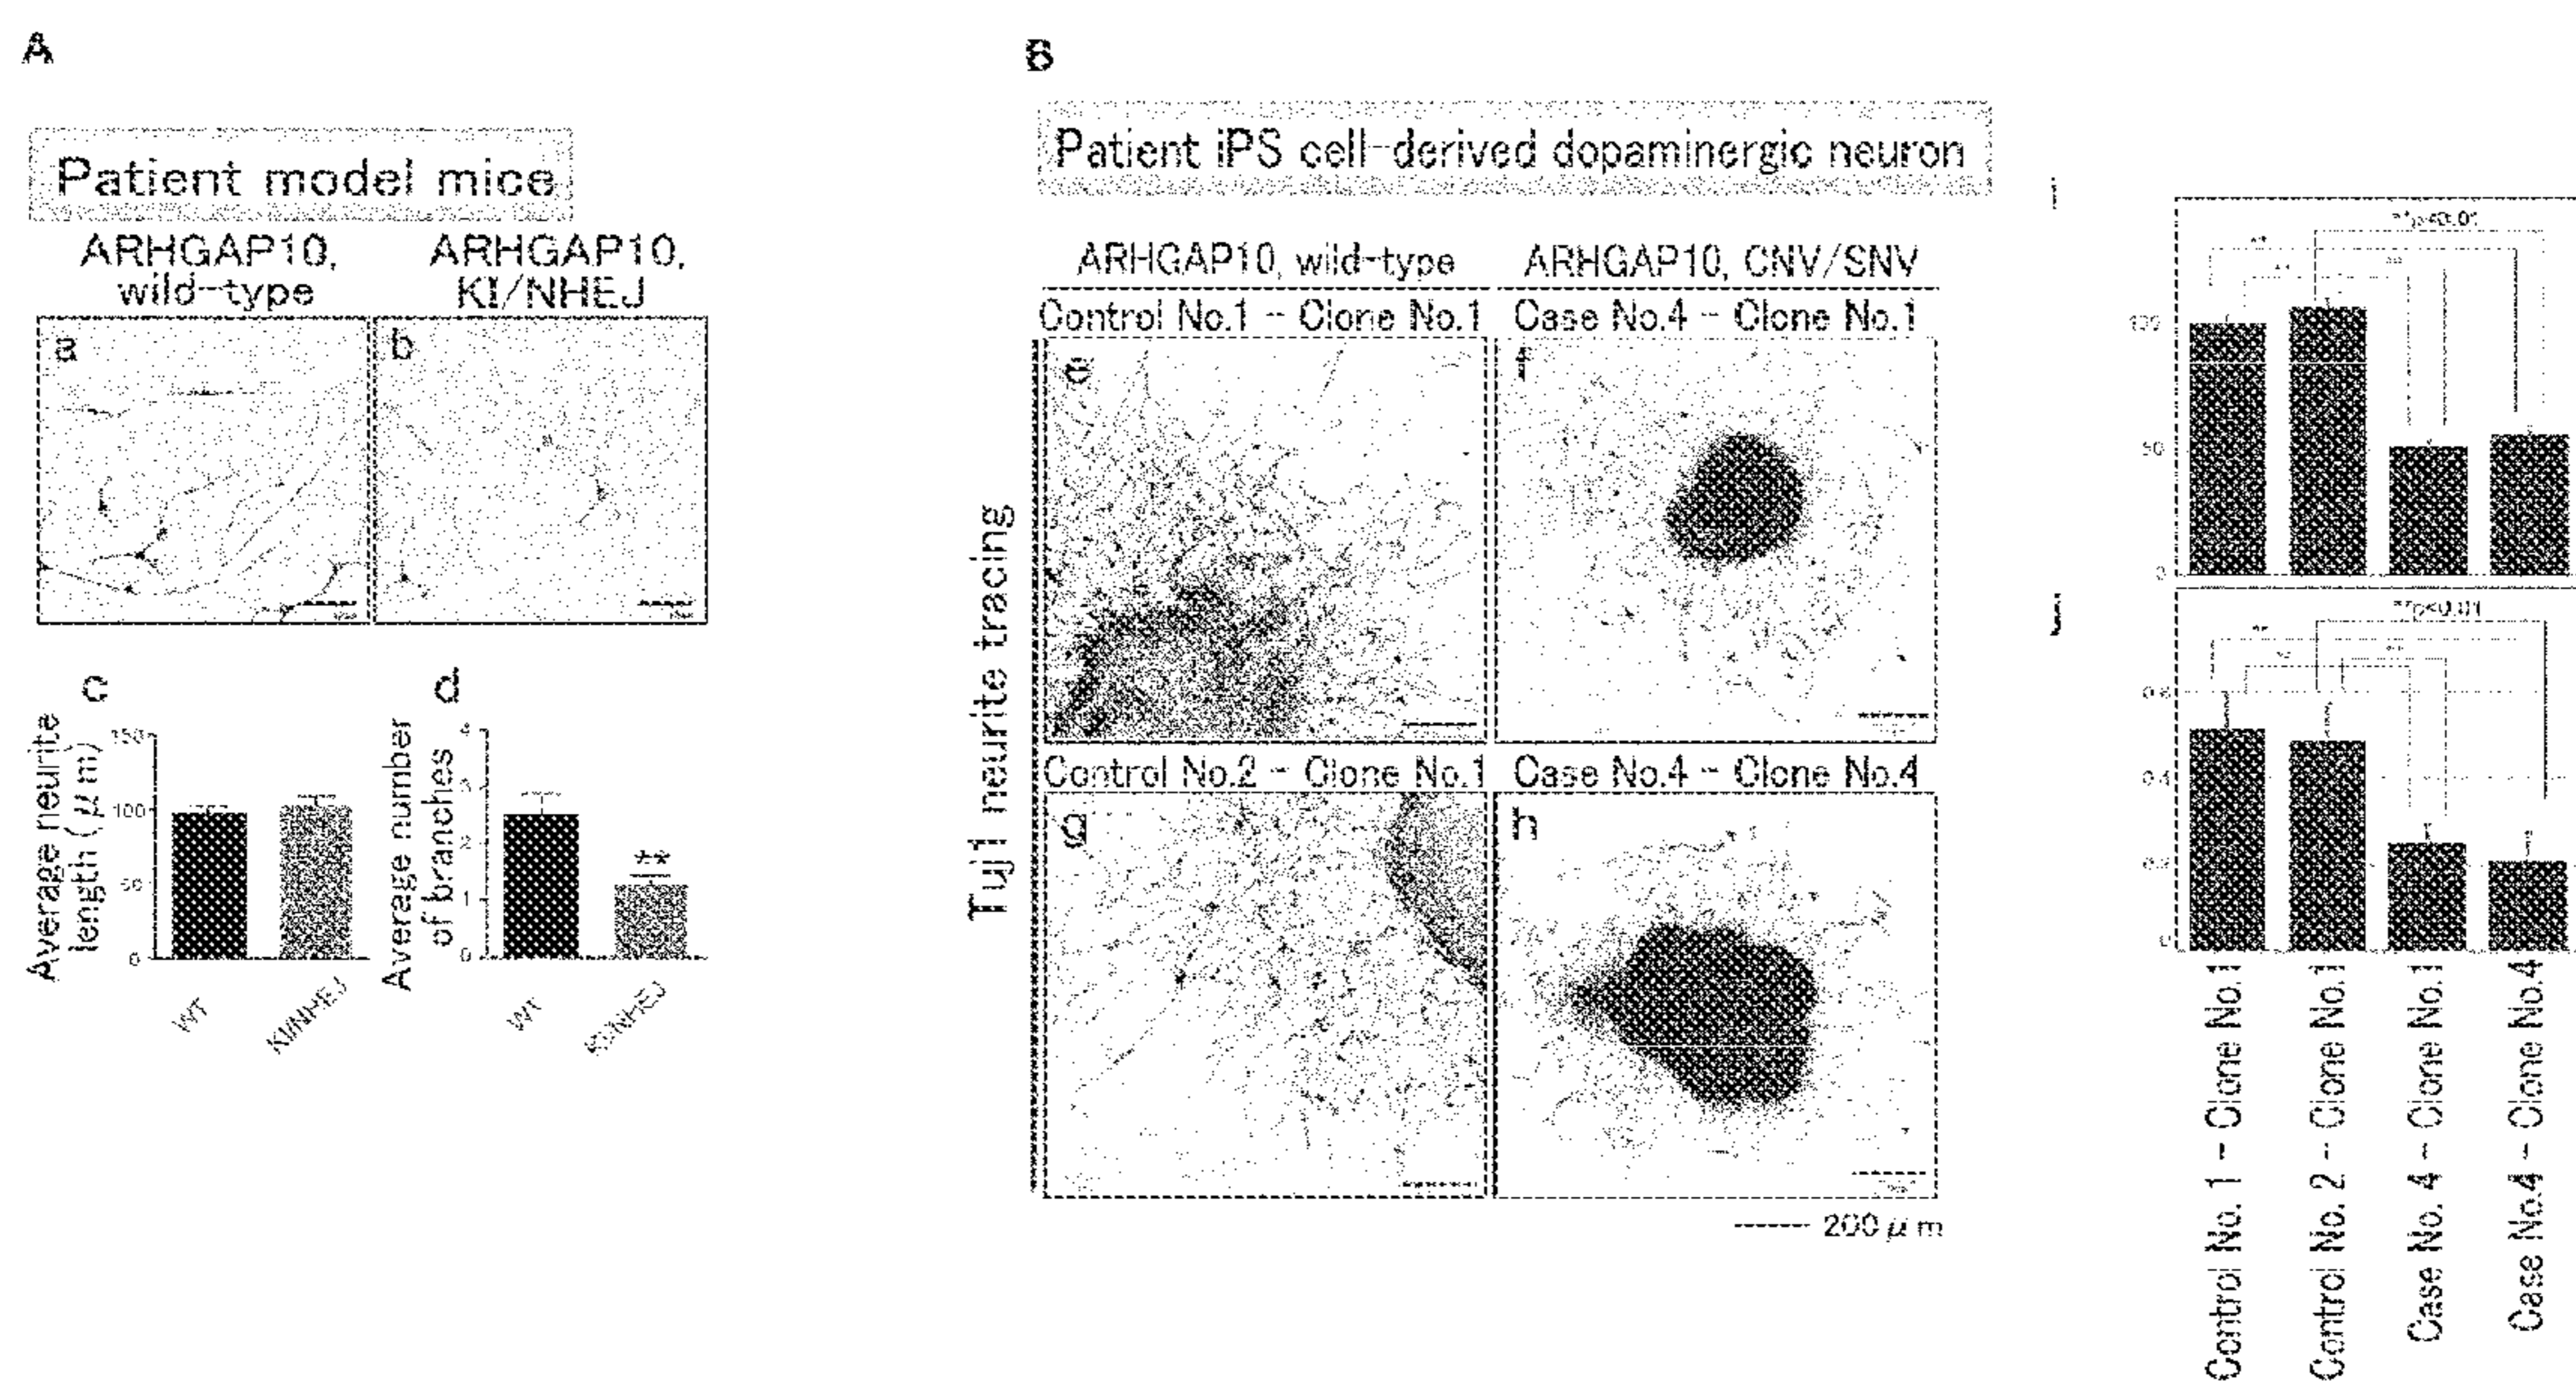 A
Patient model mice
ARHGAP10,
wild-type
ARHGAP10,
KI/NHEJ
a
b
c
Average neurite
length (μm)
150
100
50
0
WT
KI/NHEJ
d
Average number
of branches
4
3
2
1
0
**
WT
KI/NHEJ
B
Patient iPS cell-derived dopaminergic neuron
ARHGAP10, wild-type
ARHGAP10, CNV/SNV
Control No.1 - Clone No.1
Case No.4 - Clone No.1
Tuj1 neurite tracing
e
f
Control No.2 - Clone No.1
Case No.4 - Clone No.4
g
h
200 μm
i
**p<0.01
**
100
50
0
j
**p<0.01
**
**
0.6
0.4
0.2
0
Control No. 1 - Clone No.1
Control No. 2 - Clone No.1
Case No. 4 - Clone No.1
Case No.4 - Clone No.4